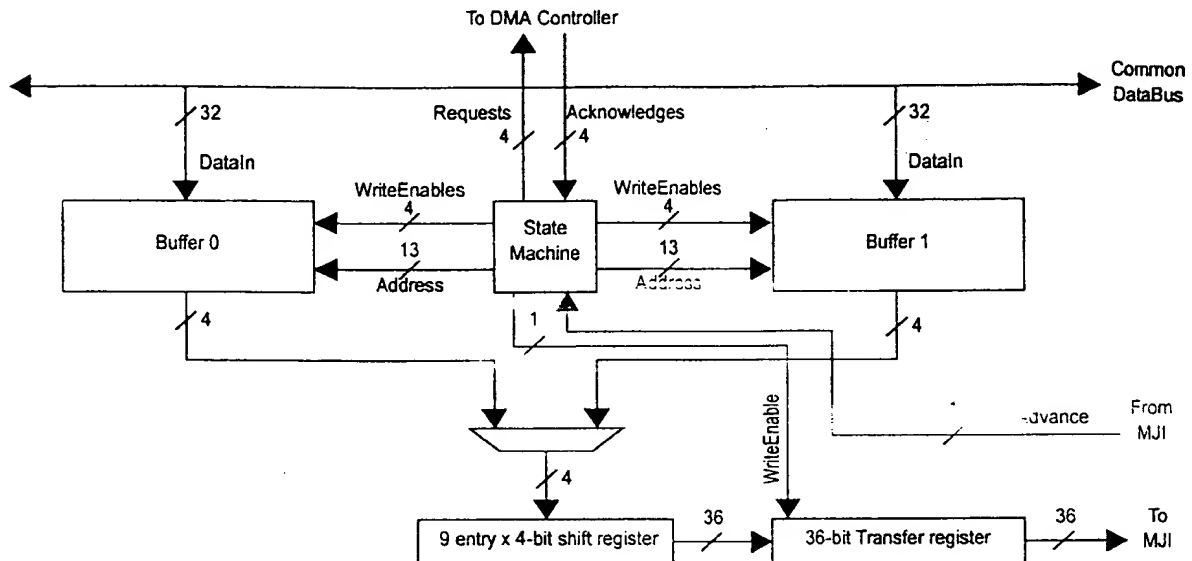 To DMA Controller
Common
DataBus
32
Requests
4
Acknowledges
4
32
DataIn
DataIn
WriteEnables
4
WriteEnables
4
Buffer 0
State
Machine
Buffer 1
13
Address
13
Address
4
1
4
From
MJI
WriteEnable
4
9 entry x 4-bit shift register
36
36-bit Transfer register
36
To
MJI